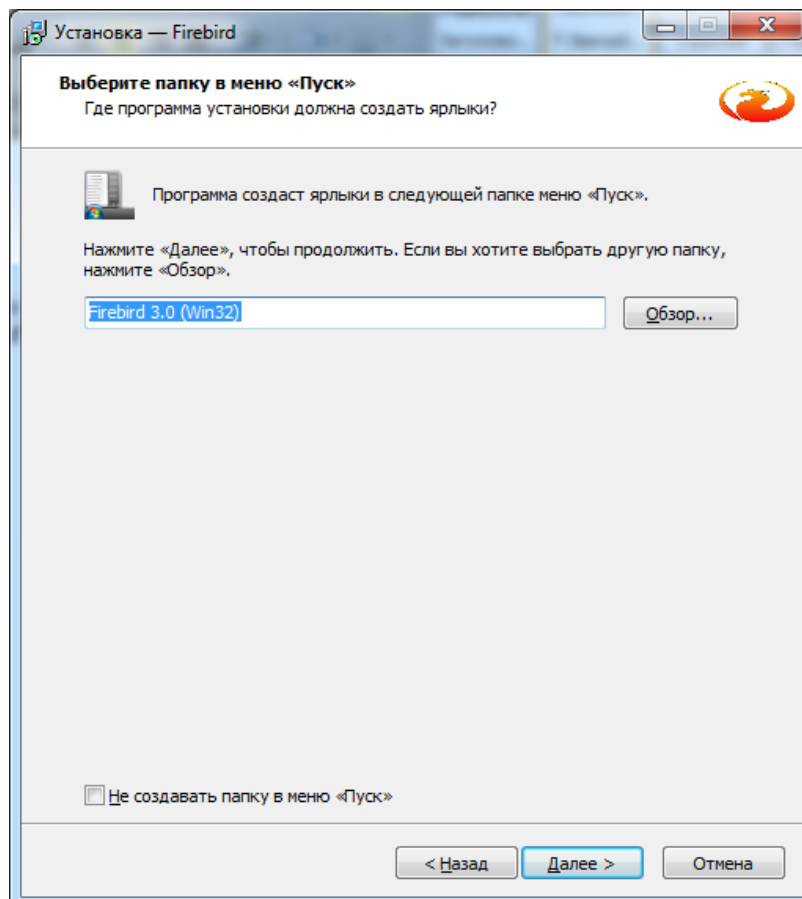 Установка — Firebird
Выберите папку в меню «Пуск»
Где программа установки должна создать ярлыки?
Программа создаст ярлыки в следующей папке меню «Пуск».
Нажмите «Далее», чтобы продолжить. Если вы хотите выбрать другую папку,
нажмите «Обзор».
Firebird 3.0 (Win32)
Обзор...
Не создавать папку в меню «Пуск»
< Назад
Далее >
Отмена